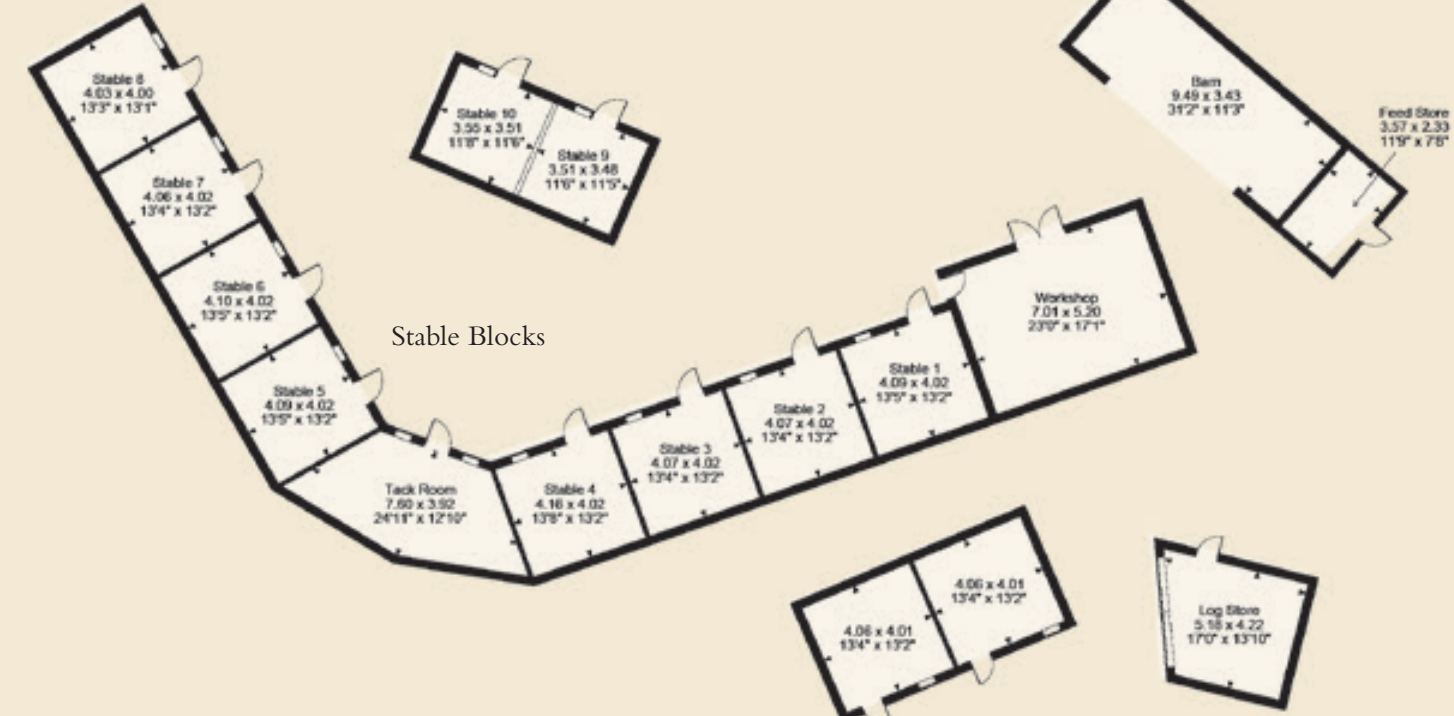 Stable 8
4.03 x 4.00
13'3" x 13'1"
Stable 7
4.06 x 4.02
13'4" x 13'2"
Stable 6
4.10 x 4.02
13'5" x 13'2"
Stable 5
4.09 x 4.02
13'5" x 13'2"
Tack Room
7.60 x 3.92
24'11" x 12'10"
Stable 4
4.16 x 4.02
13'8" x 13'2"
Stable 3
4.07 x 4.02
13'4" x 13'2"
Stable 2
4.07 x 4.02
13'4" x 13'2"
Stable 1
4.09 x 4.02
13'5" x 13'2"
Workshop
7.01 x 5.20
23'0" x 17'1"
Stable Blocks
Stable 10
3.55 x 3.51
11'8" x 11'6"
Stable 9
3.51 x 3.48
11'6" x 11'5"
Barn
9.49 x 3.43
31'2" x 11'3"
Feed Store
3.57 x 2.33
11'9" x 7'8"
4.06 x 4.01
13'4" x 13'2"
4.06 x 4.01
13'4" x 13'2"
Log Store
5.18 x 4.22
17'0" x 13'10"